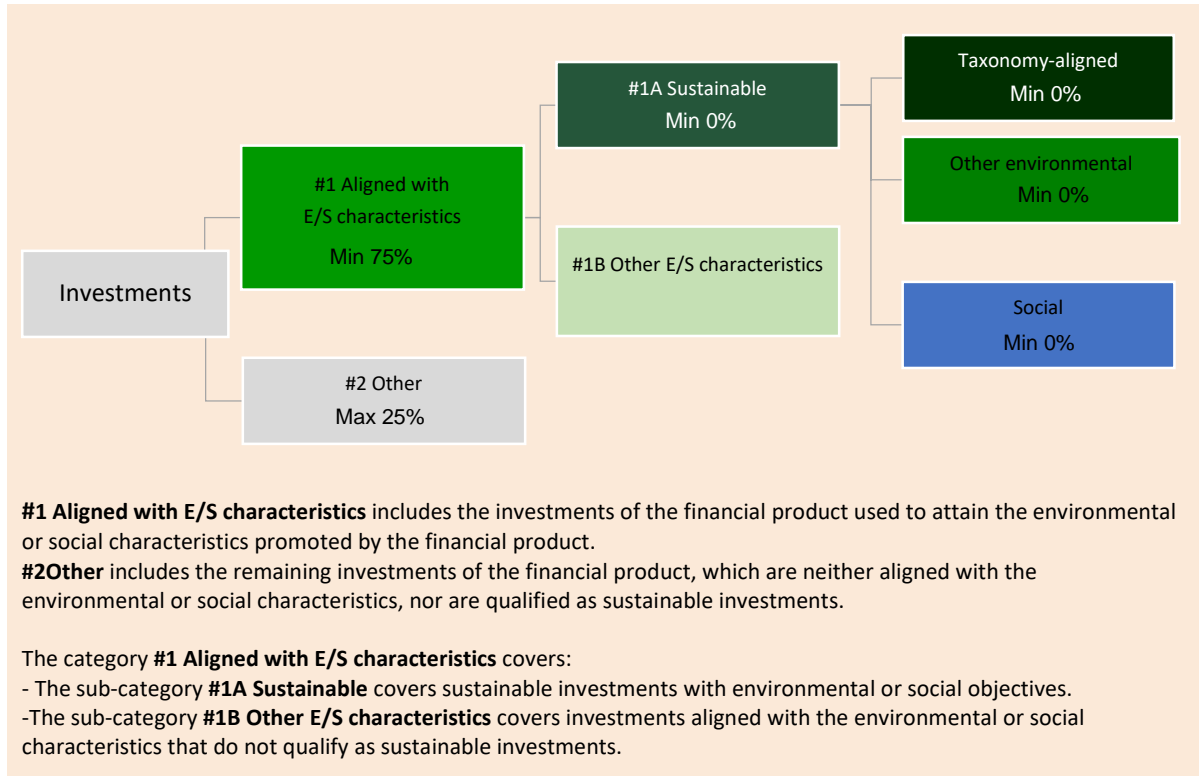 Investments
#1 Aligned with
E/S characteristics
Min 75%
#2 Other
Max 25%
#1A Sustainable
Min 0%
#1B Other E/S characteristics
Taxonomy-aligned
Min 0%
Other environmental
Min 0%
Social
Min 0%
#1 Aligned with E/S characteristics includes the investments of the financial product used to attain the environmental
or social characteristics promoted by the financial product.
#2Other includes the remaining investments of the financial product, which are neither aligned with the
environmental or social characteristics, nor are qualified as sustainable investments.
The category #1 Aligned with E/S characteristics covers:
- The sub-category #1A Sustainable covers sustainable investments with environmental or social objectives.
-The sub-category #1B Other E/S characteristics covers investments aligned with the environmental or social
characteristics that do not qualify as sustainable investments.